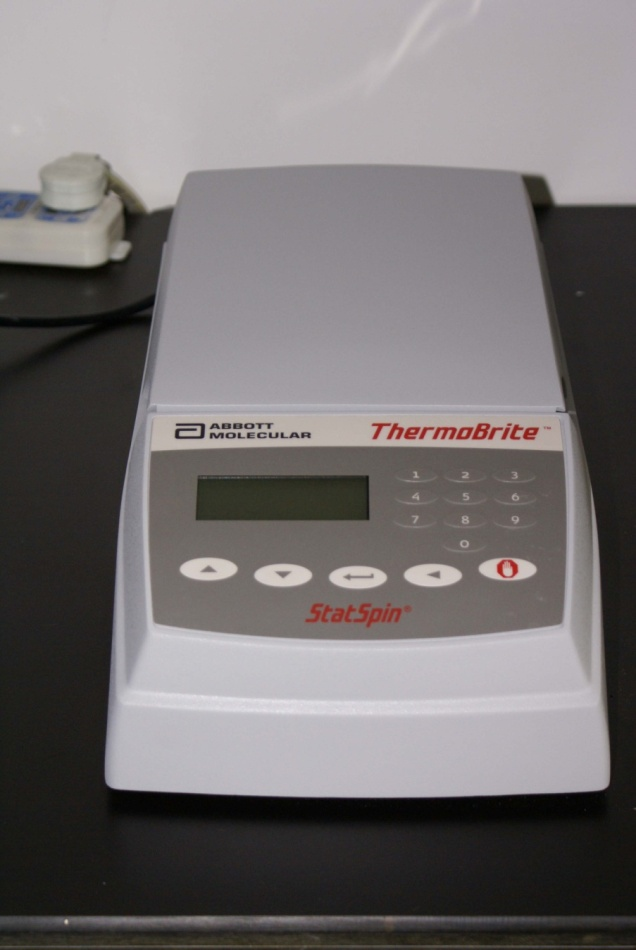 ABBOTT
MOLECULAR
ThermoBrite™
1 2 3
4 5 6
7 8 9
0
StatSpin®